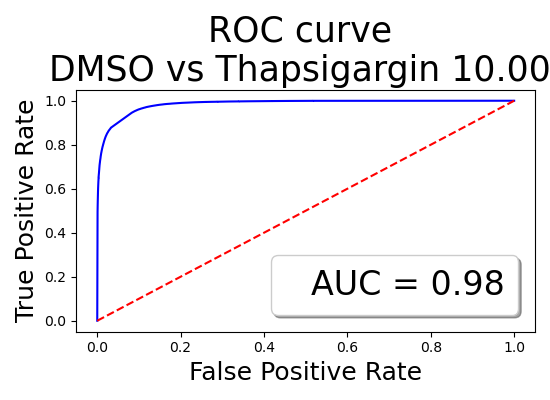 ROC curve
DMSO vs Thapsigargin 10.00
True Positive Rate
1.0
0.8
0.6
0.4
0.2
0.0
AUC = 0.98
0.0 0.2 0.4 0.6 0.8 1.0
False Positive Rate